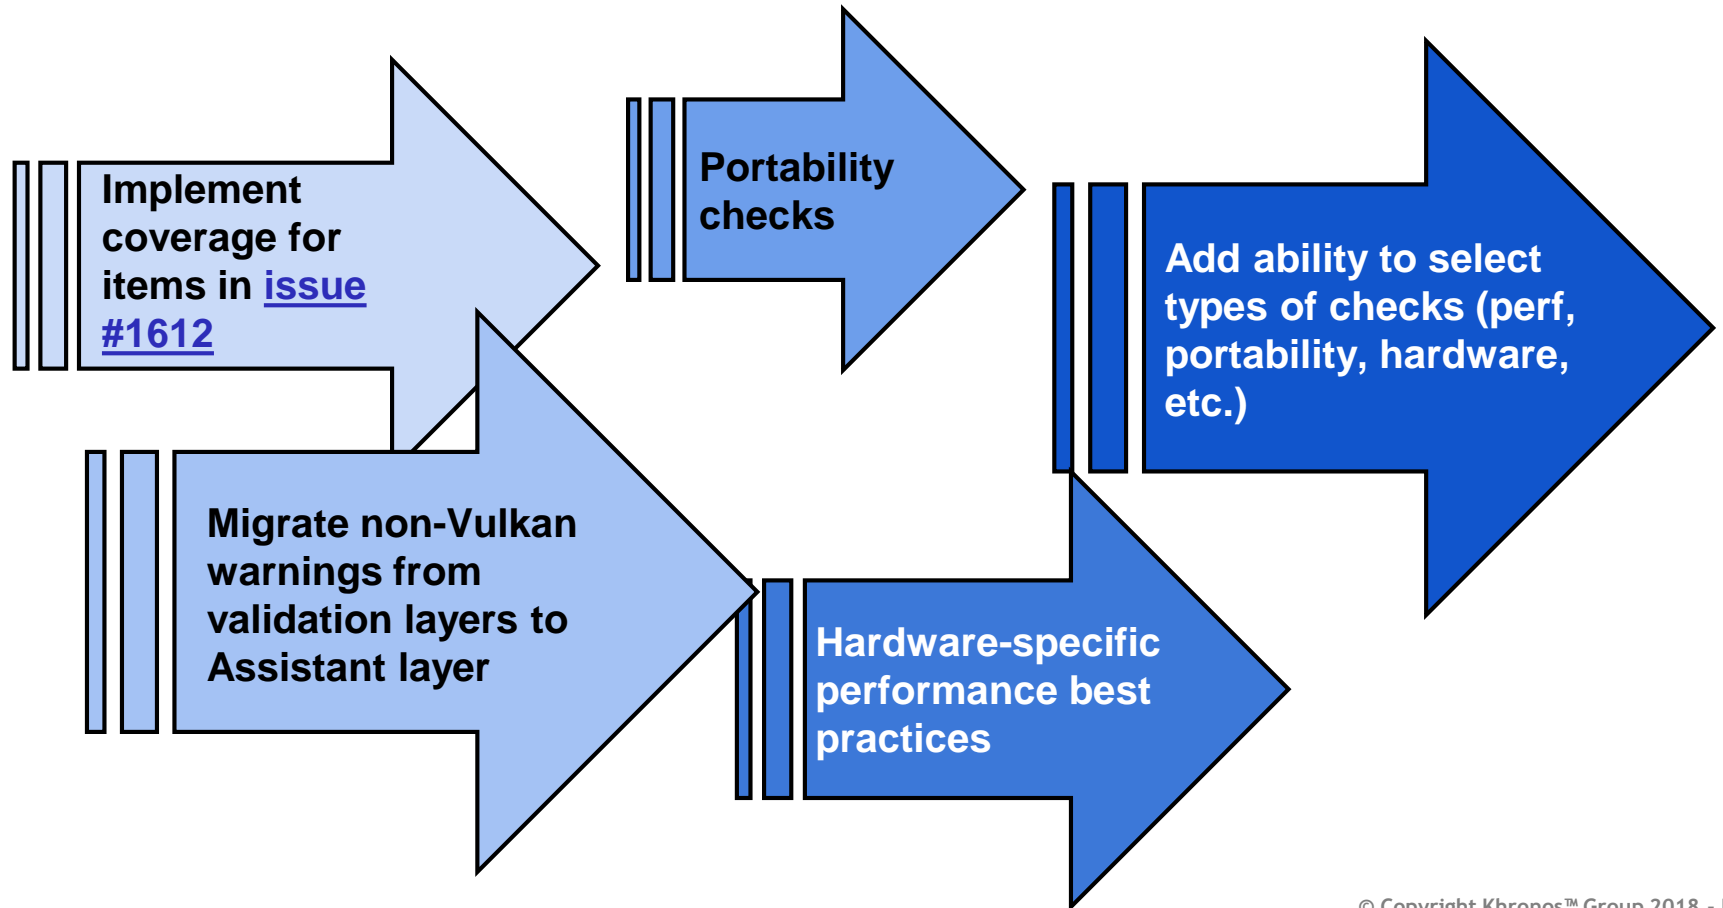 Implement
coverage for
items in issue
#1612
Portability
checks
Add ability to select
types of checks (perf,
portability, hardware,
etc.)
Migrate non-Vulkan
warnings from
validation layers to
Assistant layer
Hardware-specific
performance best
practices
© Copyright Khronos™ Group 2018 -